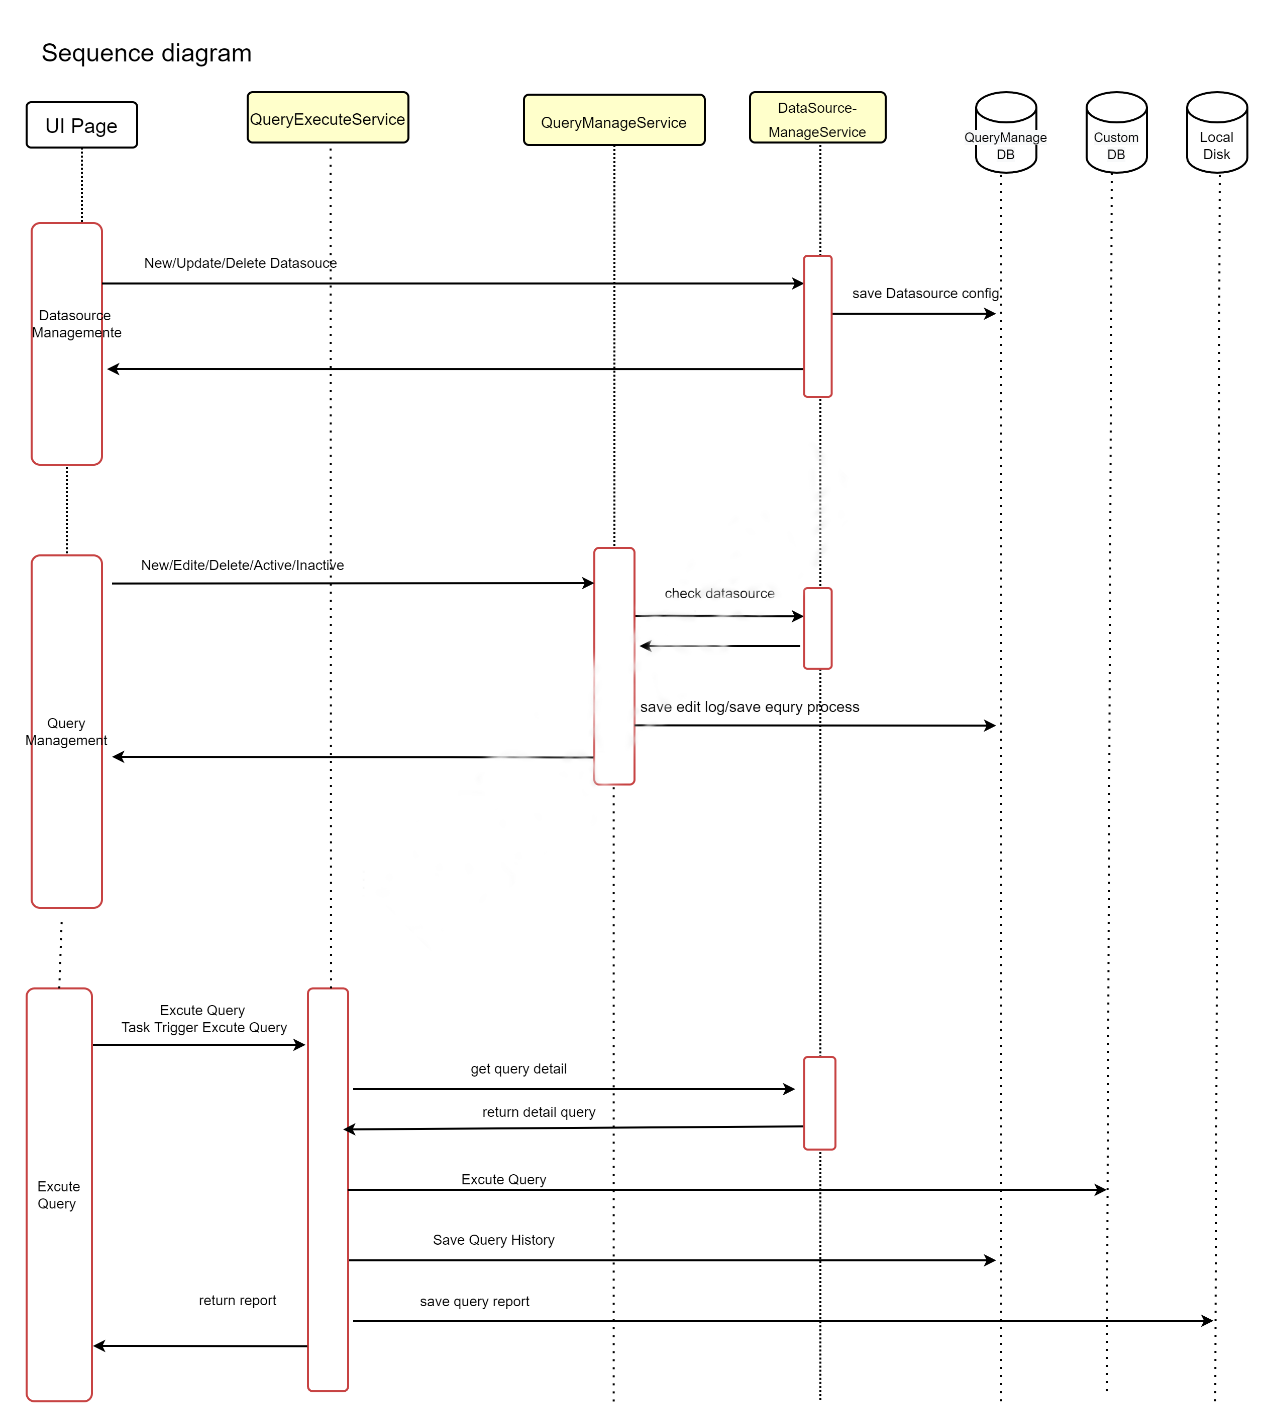 Sequence diagram
UI Page
QueryExecuteService
QueryManageService
DataSource-
ManageService
QueryManage
DB
Custom
DB
Local
Disk
New/Update/Delete Datasouce
save Datasource config
Datasource
Managemente
New/Edite/Delete/Active/Inactive
check datasource
save edit log/save equry process
Query
Management
Excute Query
Task Trigger Excute Query
get query detail
return detail query
Excute Query
Excute
Query
Save Query History
return report
save query report